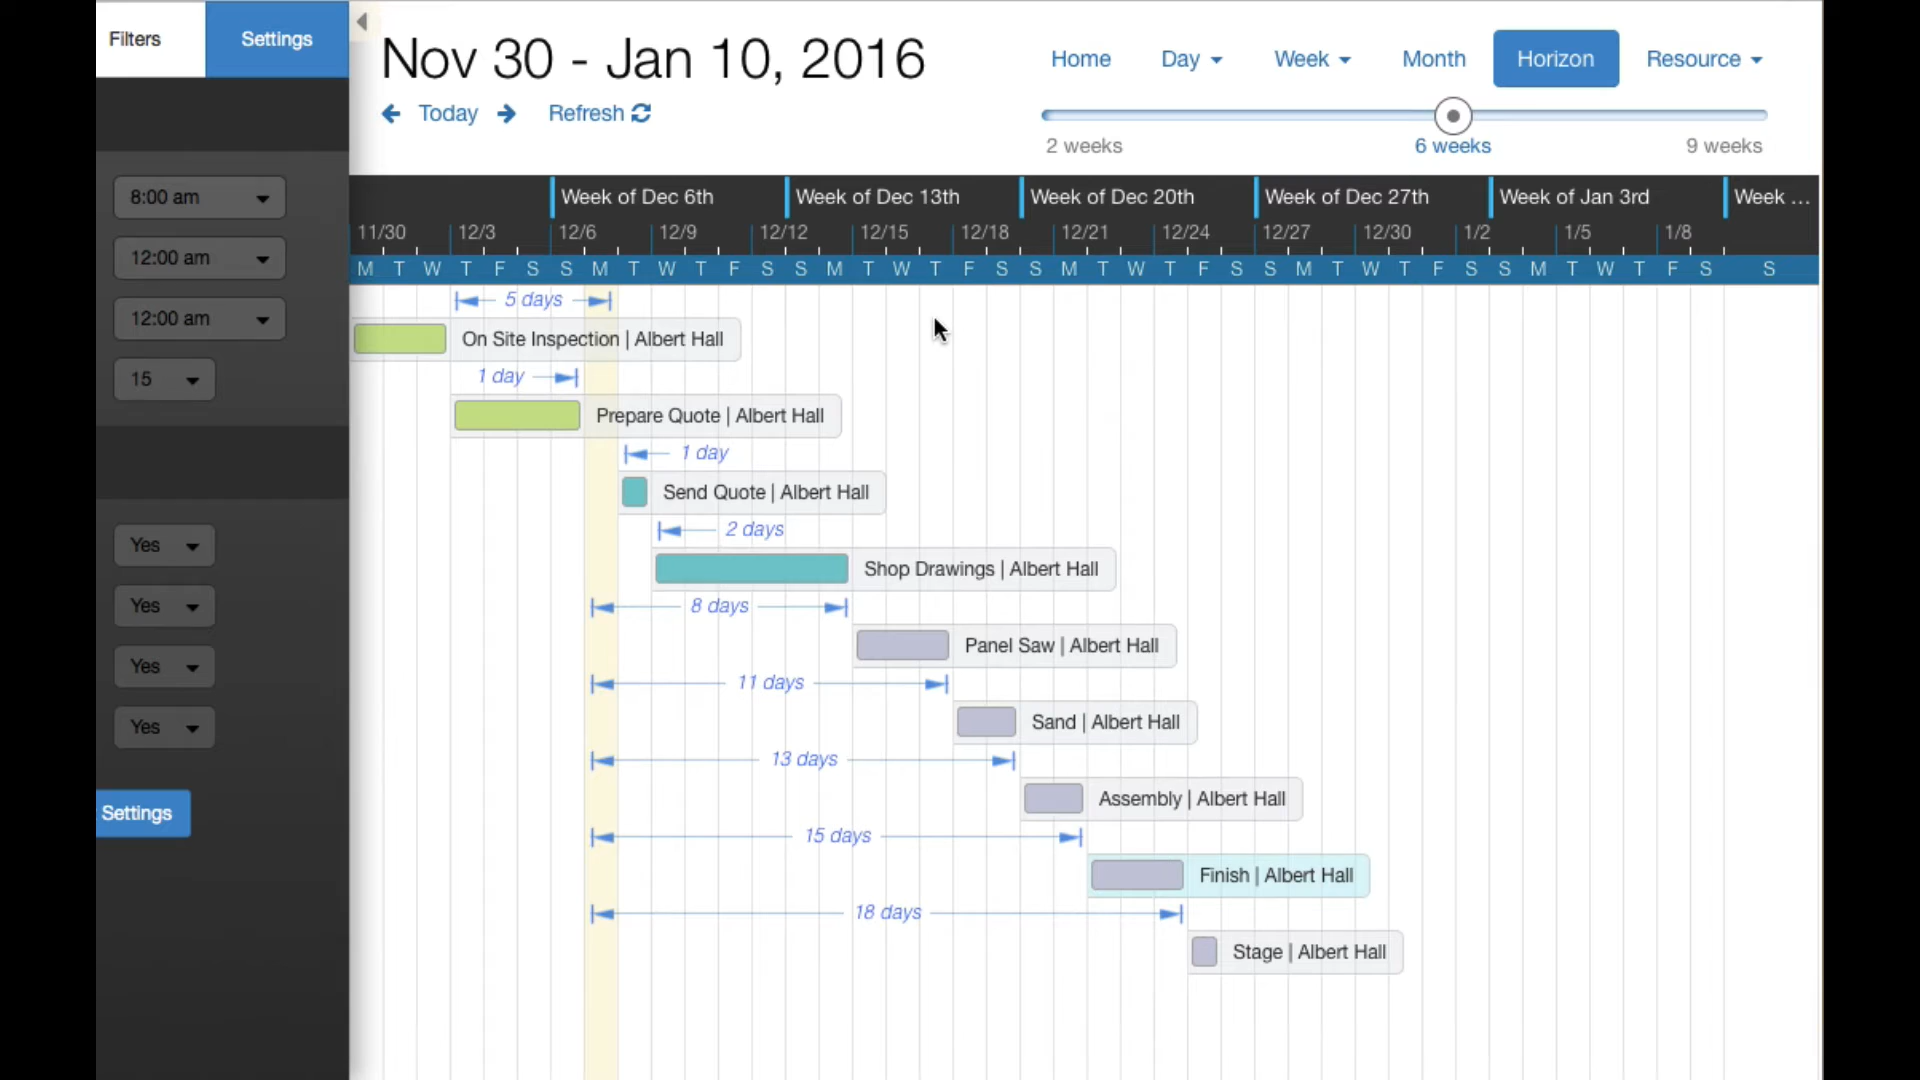 Filters Settings
Nov 30 - Jan 10, 2016
Home Day Week Month Horizon Resource
Today Refresh
2 weeks 6 weeks 9 weeks
Week of Dec 6th Week of Dec 13th Week of Dec 20th Week of Dec 27th Week of Jan 3rd Week ...
11/30 12/3 12/6 12/9 12/12 12/15 12/18 12/21 12/24 12/27 12/30 1/2 1/5 1/8
M T W T F S S M T W T F S S M T W T F S S M T W T F S S M T W T F S S M T W T F S S
8:00 am
12:00 am
12:00 am
15
Yes
Yes
Yes
Yes
Settings
5 days
On Site Inspection | Albert Hall
1 day
Prepare Quote | Albert Hall
1 day
Send Quote | Albert Hall
2 days
Shop Drawings | Albert Hall
8 days
Panel Saw | Albert Hall
11 days
Sand | Albert Hall
13 days
Assembly | Albert Hall
15 days
Finish | Albert Hall
18 days
Stage | Albert Hall